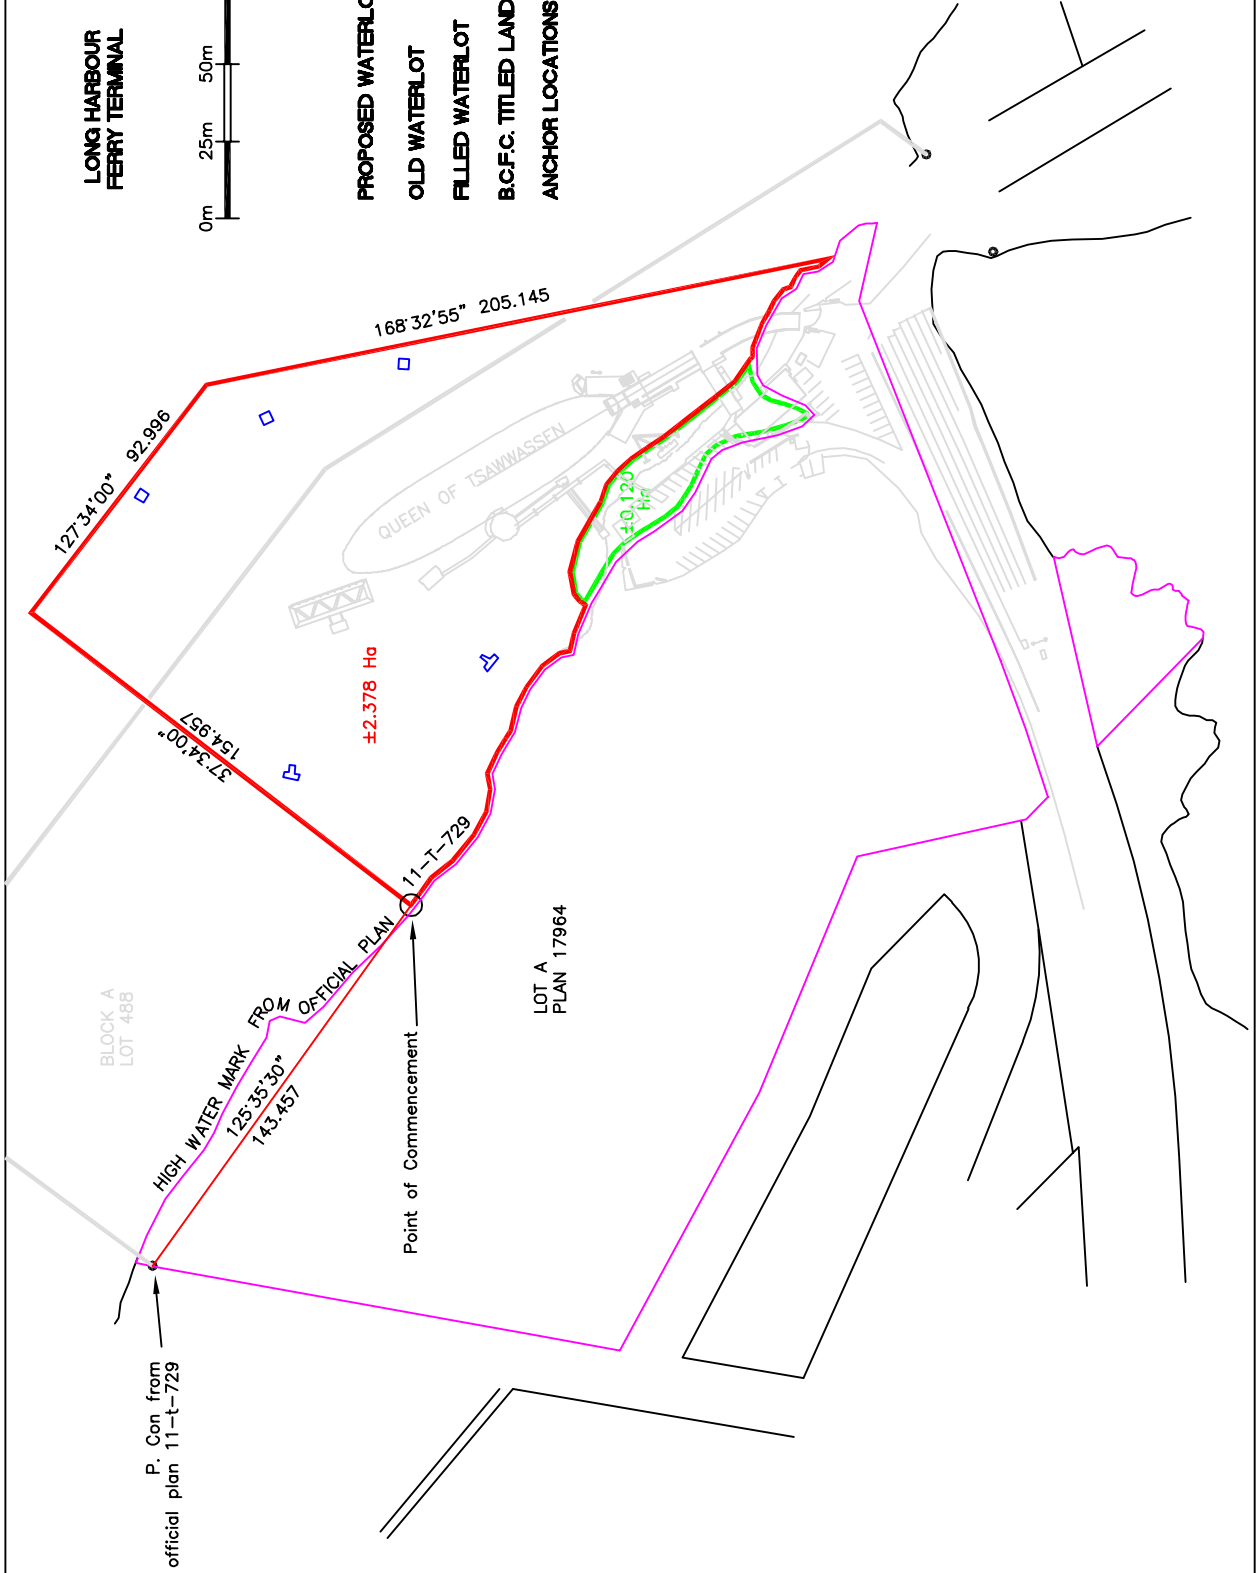 LONG HARBOUR
FERRY TERMINAL
0m 25m 50m
PROPOSED WATERLO
OLD WATERLOT
FILLED WATERLOT
B.C.F.C. TITLED LAND
ANCHOR LOCATIONS
168°32'55" 205.145
127°34'00" 92.996
QUEEN OF TSAWWASSEN
±0.120
Ha
±2.378 Ha
37°34'00"
154.957
11-T-729
HIGH WATER MARK FROM OFFICIAL PLAN
125°35'30"
143.457
BLOCK A
LOT 488
LOT A
PLAN 17964
Point of Commencement
P. Con from
official plan 11-t-729